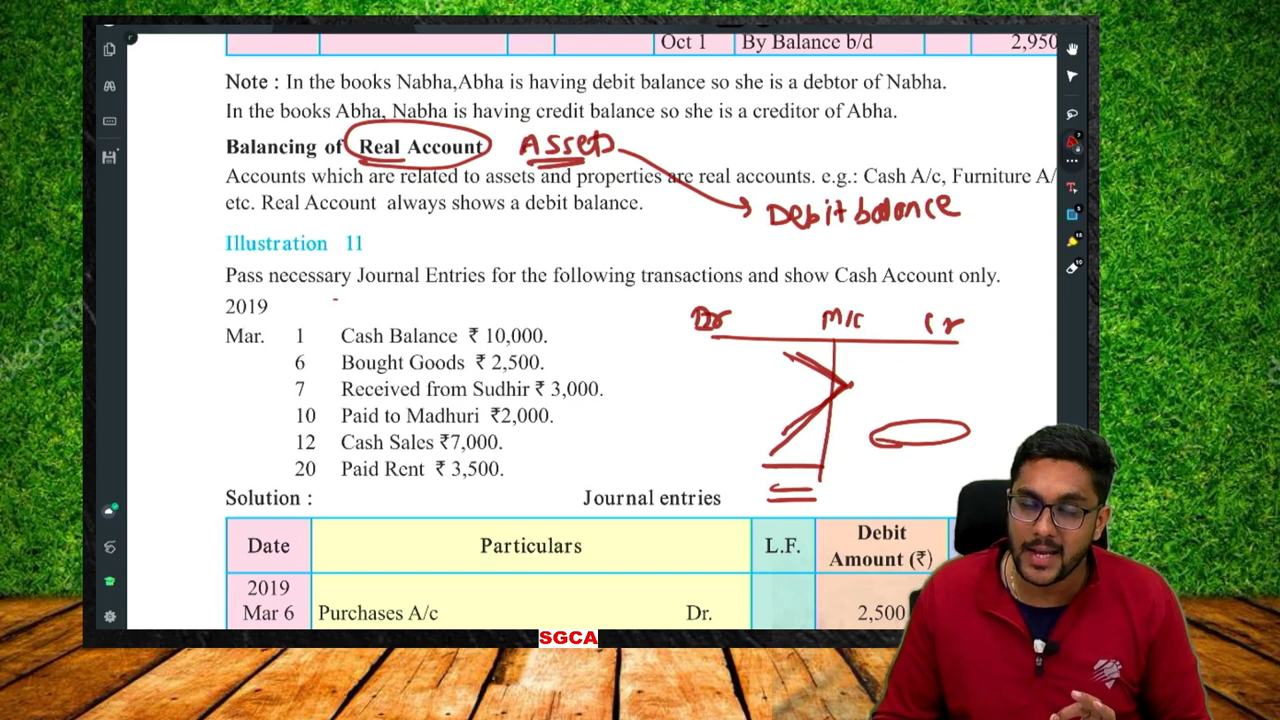 Oct 1 By Balance b/d 2,950
Note : In the books Nabha,Abha is having debit balance so she is a debtor of Nabha.
In the books Abha, Nabha is having credit balance so she is a creditor of Abha.
Balancing of Real Account Assets
Accounts which are related to assets and properties are real accounts. e.g.: Cash A/c, Furniture A/
etc. Real Account always shows a debit balance.
Debit balance
Illustration 11
Pass necessary Journal Entries for the following transactions and show Cash Account only.
2019
Dr M/C Cr
Mar. 1 Cash Balance ₹ 10,000.
6 Bought Goods ₹ 2,500.
7 Received from Sudhir ₹ 3,000.
10 Paid to Madhuri ₹2,000.
12 Cash Sales ₹7,000.
20 Paid Rent ₹ 3,500.
Solution : Journal entries
Date Particulars L.F. Debit
Amount (₹)
2019
Mar 6 Purchases A/c Dr. 2,500
SGCA